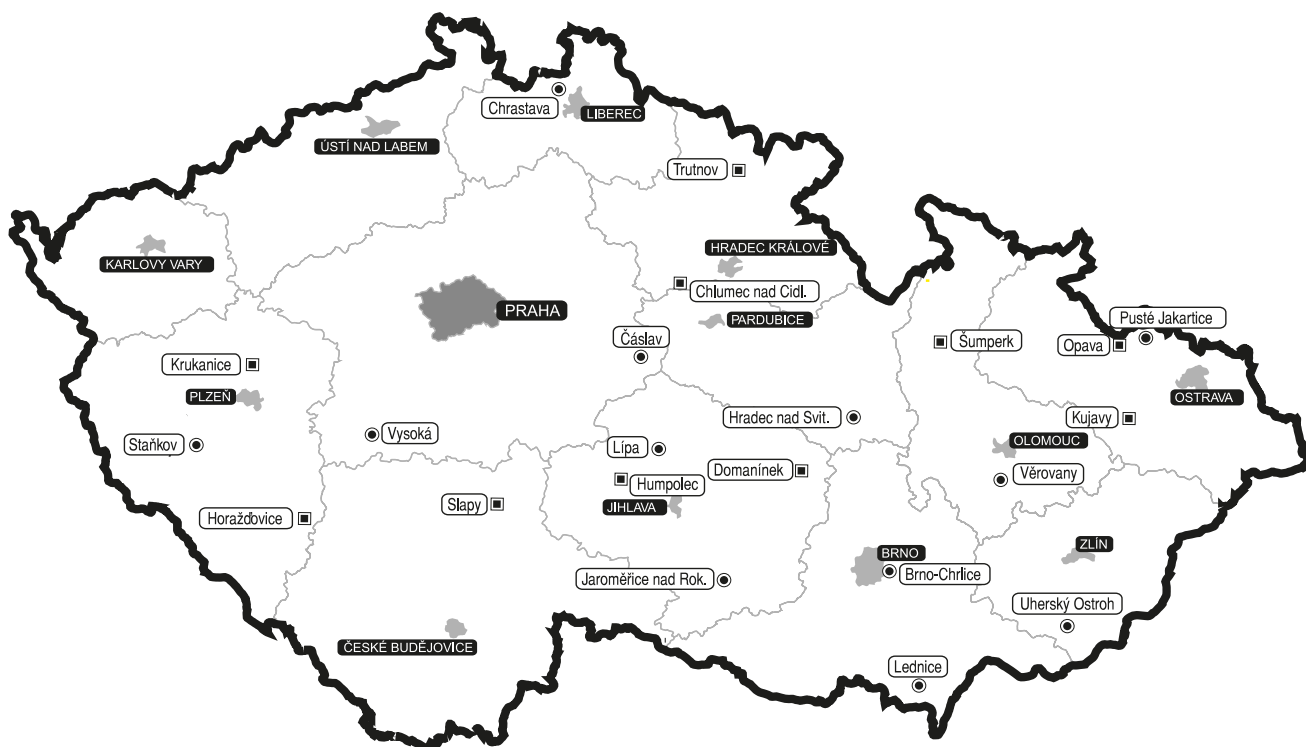 Chrastava
LIBEREC
ÚSTÍ NAD LABEM
Trutnov
HRADEC KRÁLOVÉ
KARLOVY VARY
Chlumec nad Cidl.
PRAHA
PARDUBICE
Pusté Jakartice
Čáslav
Šumperk
Opava
Krukanice
PLZEŇ
OSTRAVA
Hradec nad Svit.
Kujavy
Vysoká
Staňkov
Lípa
OLOMOUC
Domanínek
Věrovany
Humpolec
Slapy
JIHLAVA
Horažďovice
ZLÍN
BRNO
Brno-Chrlice
Jaroměřice nad Rok.
Uherský Ostroh
ČESKÉ BUDĚJOVICE
Lednice